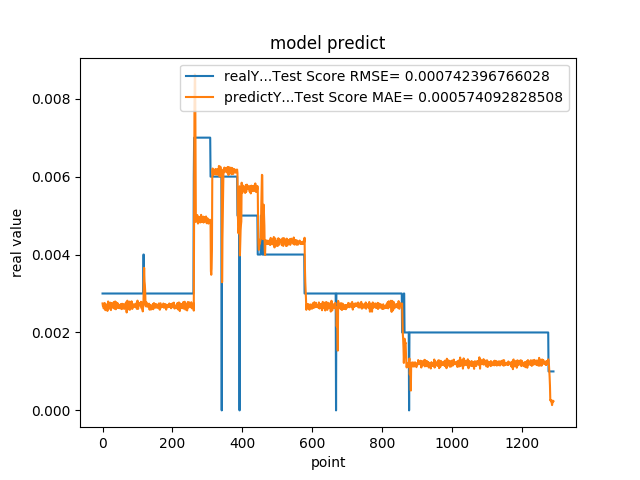 model predict
realY...Test Score RMSE= 0.000742396766028
predictY...Test Score MAE= 0.000574092828508
0.008
0.006
0.004
0.002
0.000
real value
0 200 400 600 800 1000 1200
point